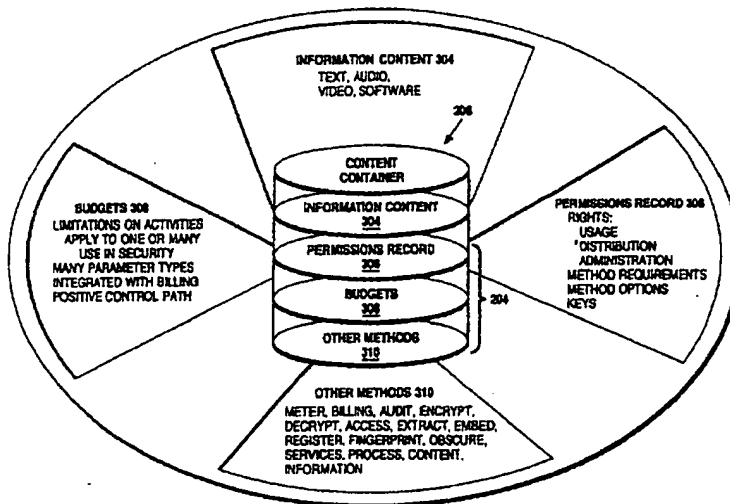 INFORMATION CONTENT 304
TEXT, AUDIO,
VIDEO, SOFTWARE
206
CONTENT
CONTAINER
INFORMATION CONTENT
304
PERMISSIONS RECORD
306
BUDGETS
308
OTHER METHODS
310
204
BUDGETS 308
LIMITATIONS ON ACTIVITIES
APPLY TO ONE OR MANY
USE IN SECURITY
MANY PARAMETER TYPES
INTEGRATED WITH BILLING
POSITIVE CONTROL PATH
PERMISSIONS RECORD 306
RIGHTS:
USAGE
DISTRIBUTION
ADMINISTRATION
METHOD REQUIREMENTS
METHOD OPTIONS
KEYS
OTHER METHODS 310
METER, BILLING, AUDIT, ENCRYPT,
DECRYPT, ACCESS, EXTRACT, EMBED,
REGISTER, FINGERPRINT, OBSCURE,
SERVICES, PROCESS, CONTENT,
INFORMATION